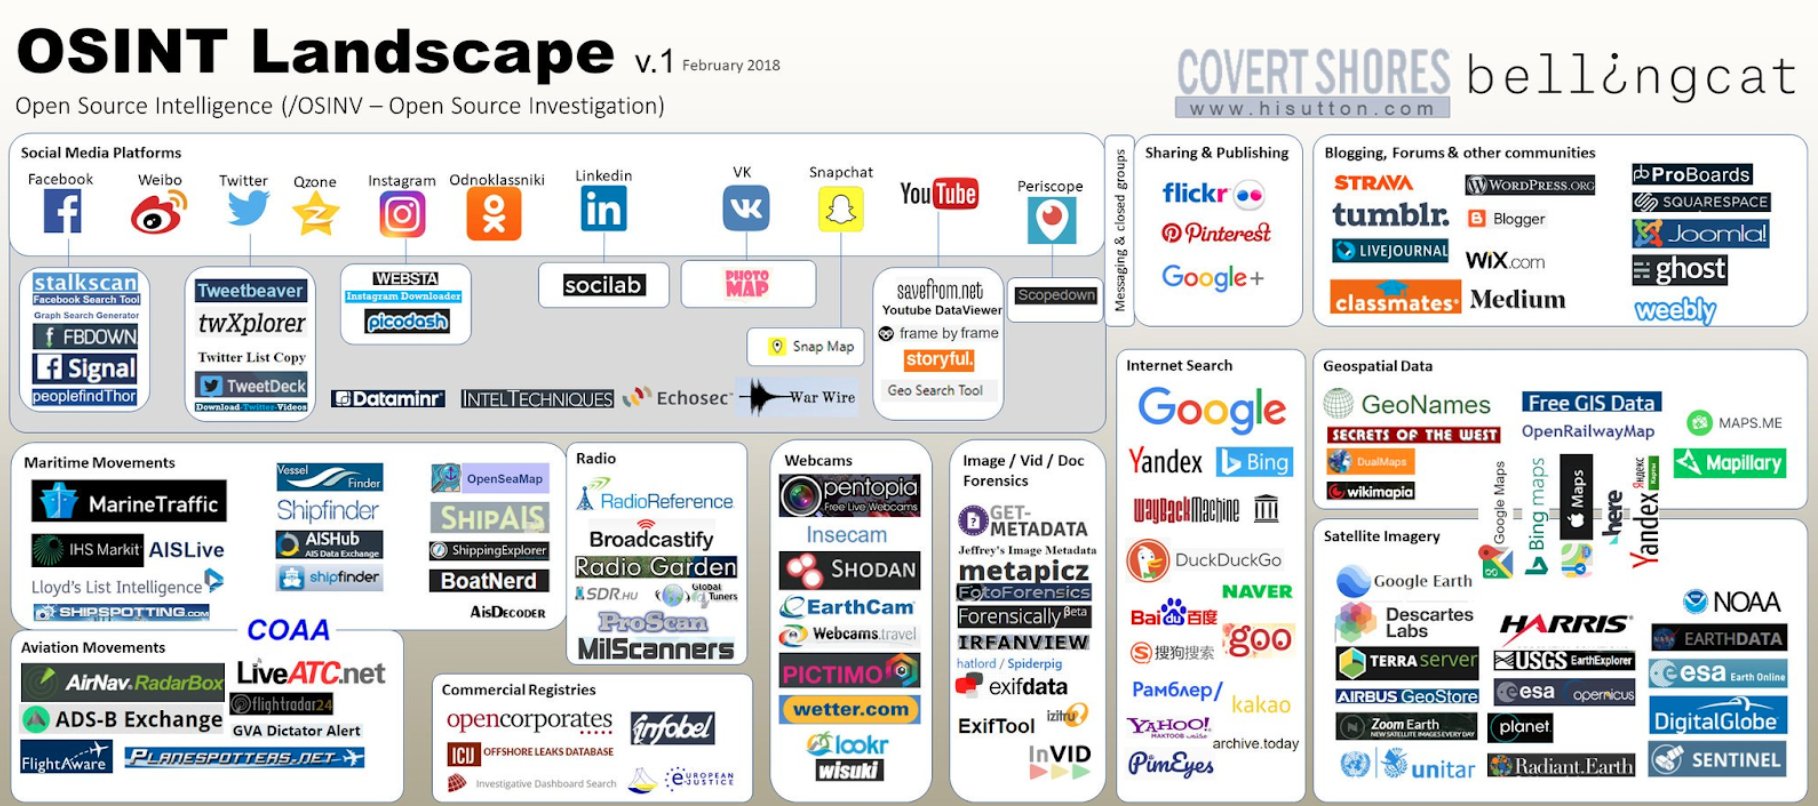 OSINT Landscape v.1 February 2018
Open Source Intelligence (/OSINV – Open Source Investigation)
COVERT SHORES
www.hisutton.com
bell¿ngcat
Social Media Platforms
Facebook
Weibo
Twitter
Qzone
Instagram
Odnoklassniki
Linkedin
in
VK
Snapchat
YouTube
Periscope
stalkscan
Facebook Search Tool
Graph Search Generator
FBDOWN
Signal
peoplefindThor
Tweetbeaver
twXplorer
Twitter List Copy
TweetDeck
Download-Twitter-Videos
WEBSTA
Instagram Downloader
picodash
socilab
PHOTO
MAP
Snap Map
savefrom.net
Youtube DataViewer
frame by frame
storyful.
Geo Search Tool
Scopedown
Dataminr
INTELTECHNIQUES
Echosec
War Wire
Messaging & closed groups
Sharing & Publishing
flickr
Pinterest
Google+
Blogging, Forums & other communities
STRAVA
WORDPRESS.ORG
ProBoards
tumblr.
Blogger
SQUARESPACE
LIVEJOURNAL
WiX.com
Joomla!
classmates
Medium
ghost
weebly
Internet Search
Google
Yandex
Bing
WayBackMachine
DuckDuckGo
NAVER
Bai du 百度
goo
搜狗搜索
Рамблер/
kakao
YAHOO!
MAKTOOB
archive.today
PimEyes
Geospatial Data
GeoNames
Free GIS Data
MAPS.ME
SECRETS OF THE WEST
OpenRailwayMap
DualMaps
Mapillary
wikimapia
Google Maps
Bing maps
Maps
here
Yandex
Яндекс
Карты
Satellite Imagery
Google Earth
Descartes
Labs
HARRIS
NOAA
TERRA server
USGS EarthExplorer
EARTHDATA
AIRBUS GeoStore
esa copernicus
esa Earth Online
Zoom Earth
NEW SATELLITE IMAGES EVERY DAY
planet.
DigitalGlobe
unitar
Radiant.Earth
SENTINEL
Maritime Movements
MarineTraffic
Vessel
Finder
OpenSeaMap
Shipfinder
SHIPAIS
IHS Markit
AISLive
AISHub
AIS Data Exchange
ShippingExplorer
Lloyd's List Intelligence
shipfinder
BoatNerd
SHIPSPOTTING.COM
AISDECODER
COAA
Radio
RadioReference
Broadcastify
Radio Garden
SDR.HU
Global
Tuners
ProScan
MilScanners
Webcams
pentopia
Free Live Webcams
Insecam
SHODAN
EarthCam
Webcams.travel
PICTIMO
wetter.com
lookr
wisuki
Image / Vid / Doc
Forensics
GET-
METADATA
Jeffrey's Image Metadata
metapicz
FotoForensics
Forensically Beta
IRFANVIEW
hatlord / Spiderpig
exifdata
ExifTool
izitru
InVID
Aviation Movements
AirNav.RadarBox
LiveATC.net
flightradar24
ADS-B Exchange
GVA Dictator Alert
FlightAware
PLANESPOTTERS.NET
Commercial Registries
opencorporates
infobel
ICIJ OFFSHORE LEAKS DATABASE
Investigative Dashboard Search
EUROPEAN
JUSTICE